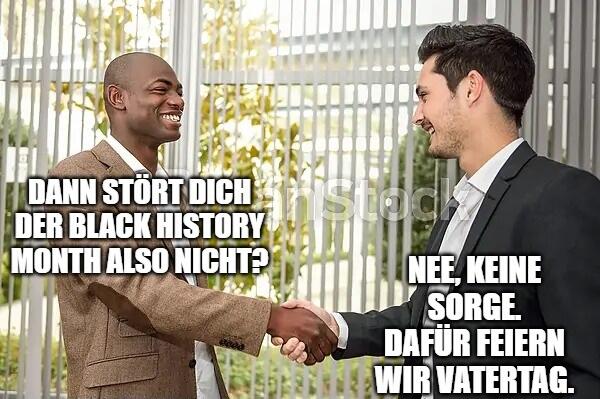 DANN STÖRT DICH
DER BLACK HISTORY
MONTH ALSO NICHT?
NEE, KEINE
SORGE.
DAFÜR FEIERN
WIR VATERTAG.